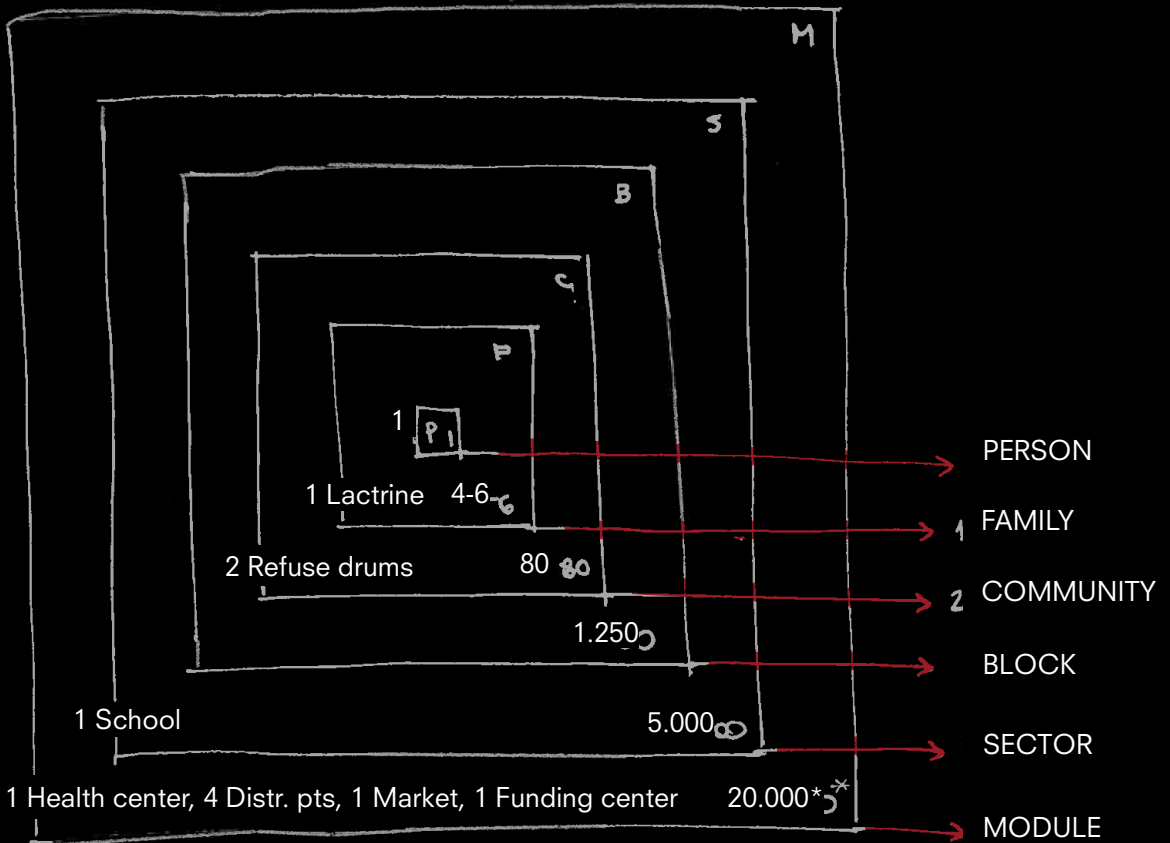 M
S
B
C
F
1
P 1
PERSON
1 Lactrine 4-6
6
1 FAMILY
2 Refuse drums 80
80
2 COMMUNITY
1.250
BLOCK
1 School 5.000
SECTOR
1 Health center, 4 Distr. pts, 1 Market, 1 Funding center 20.000*
MODULE